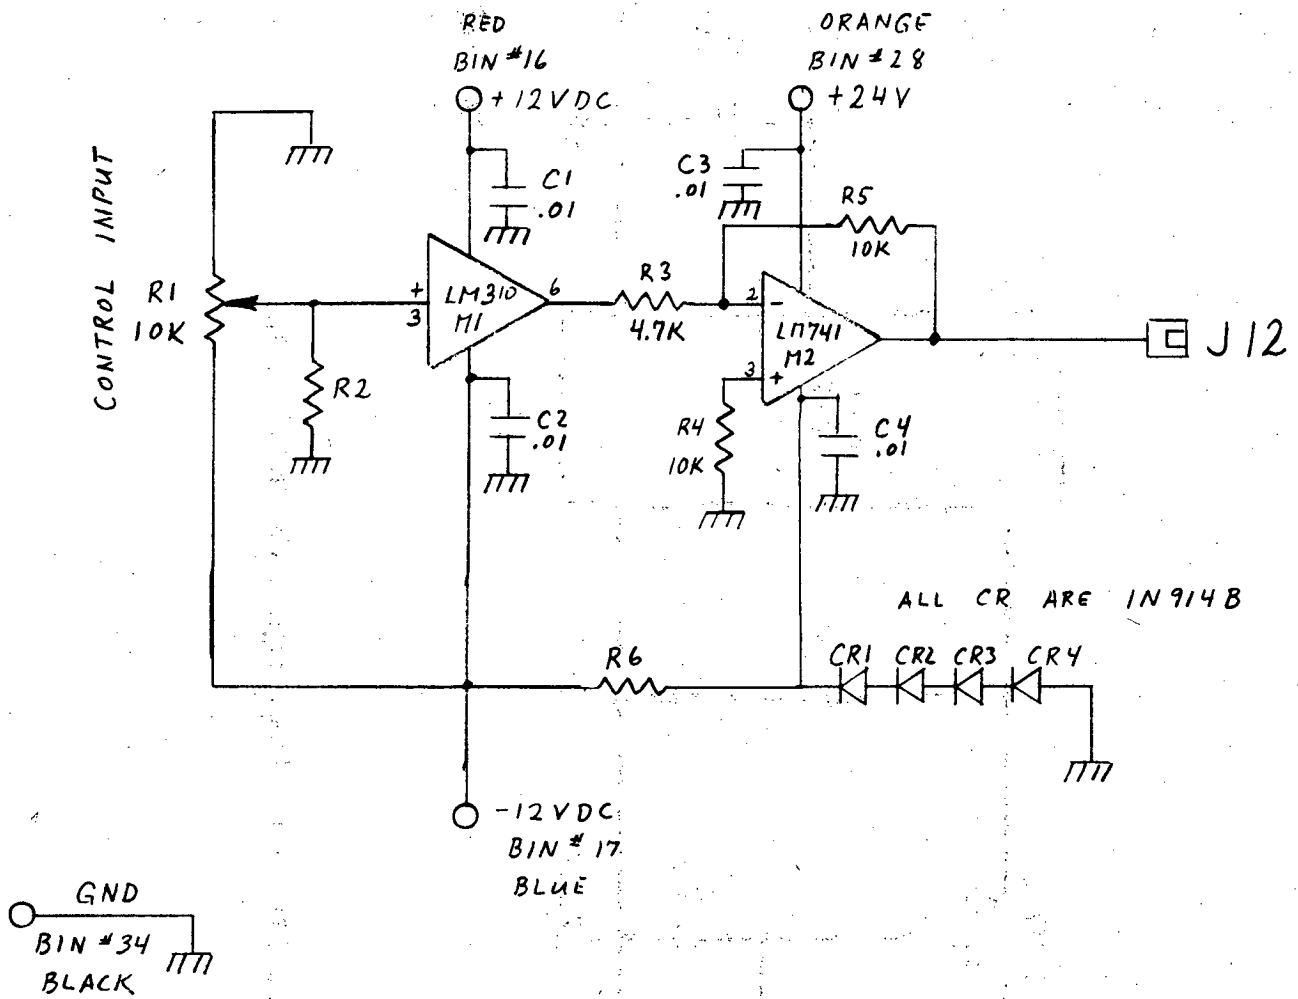 RED
BIN #16
+12VDC
ORANGE
BIN #28
+24V
CONTROL INPUT
R1
10K
R2
C1
.01
+
3
LM310
M1
6
C2
.01
R3
4.7K
C3
.01
R5
10K
2
-
LM741
M2
3
+
R4
10K
C4
.01
J12
ALL CR ARE 1N914B
R6
CR1
CR2
CR3
CR4
-12VDC
BIN #17
BLUE
GND
BIN #34
BLACK